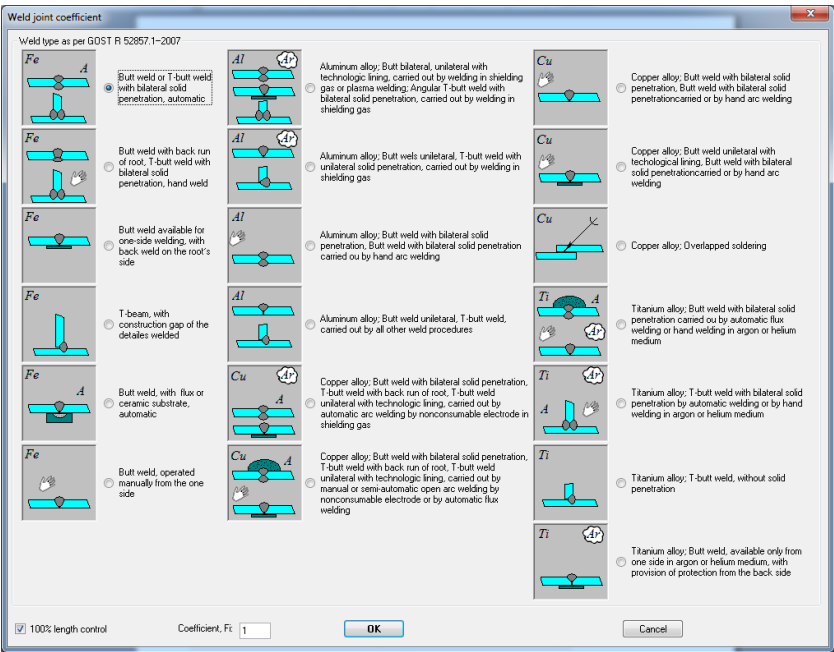 Weld joint coefficient
Weld type as per GOST R 52857.1-2007
Fe
A
Butt weld or T-butt weld
with bilateral solid
penetration, automatic
Fe
Butt weld with back run
of root, T-butt weld with
bilateral solid
penetration, hand weld
Fe
Butt weld available for
one-side welding, with
back weld on the root's
side
Fe
T-beam, with
construction gap of the
detailes welded
Fe
A
Butt weld, with flux or
ceramic substrate,
automatic
Fe
Butt weld, operated
manually from the one
side
Al
Ar
Aluminum alloy; Butt bilateral, unilateral with
technologic lining, carried out by welding in shielding
gas or plasma welding; Angular T-butt weld with
bilateral solid penetration, carried out by welding in
shielding gas
Al
Ar
Aluminum alloy; Butt wels uniletaral, T-butt weld with
unilateral solid penetration, carried out by welding in
shielding gas
Al
Aluminum alloy; Butt weld with bilateral solid
penetration, Butt weld with bilateral solid penetration
carried ou by hand arc welding
Al
Aluminum alloy; Butt weld uniletaral, T-butt weld,
carried out by all other weld procedures
Cu
Ar
A
Copper alloy; Butt weld with bilateral solid penetration,
T-butt weld with back run of root, T-butt weld
unilateral with technologic lining, carried out by
automatic arc welding by nonconsumable electrode in
shielding gas
Cu
A
Copper alloy; Butt weld with bilateral solid penetration,
T-butt weld with back run of root, T-butt weld
unilateral with technologic lining, carried out by
manual or semi-automatic open arc welding by
nonconsumable electrode or by automatic flux
welding
Cu
Copper alloy; Butt weld with bilateral solid
penetration, Butt weld with bilateral solid
penetrationcarried or by hand arc welding
Cu
Copper alloy; Butt weld uniletaral with
techological lining, Butt weld with bilateral
solid penetrationcarried or by hand arc
welding
Cu
Copper alloy; Overlapped soldering
Ti
A
Ar
Titanium alloy; Butt weld with bilateral solid
penetration carried ou by automatic flux
welding or hand welding in argon or helium
medium
Ti
Ar
A
Titanium alloy; T-butt weld with bilateral solid
penetration by automatic welding or by hand
welding in argon or helium medium
Ti
Titanium alloy; T-butt weld, without solid
penetration
Ti
Ar
Titanium alloy; Butt weld, available only from
one side in argon or helium medium, with
provision of protection from the back side
100% length control
Coefficient, Fi:
1
OK
Cancel